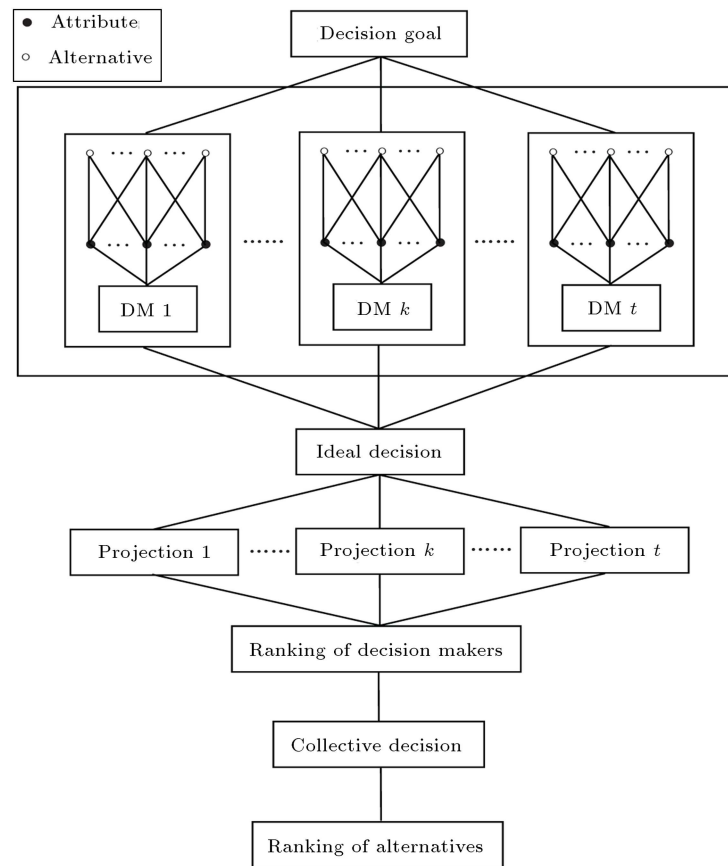 Attribute
Alternative
Decision goal
... ... ... ... ... ...
... ... ...... ... ... ...... ... ...
DM 1 DM k DM t
Ideal decision
Projection 1 ...... Projection k ...... Projection t
Ranking of decision makers
Collective decision
Ranking of alternatives